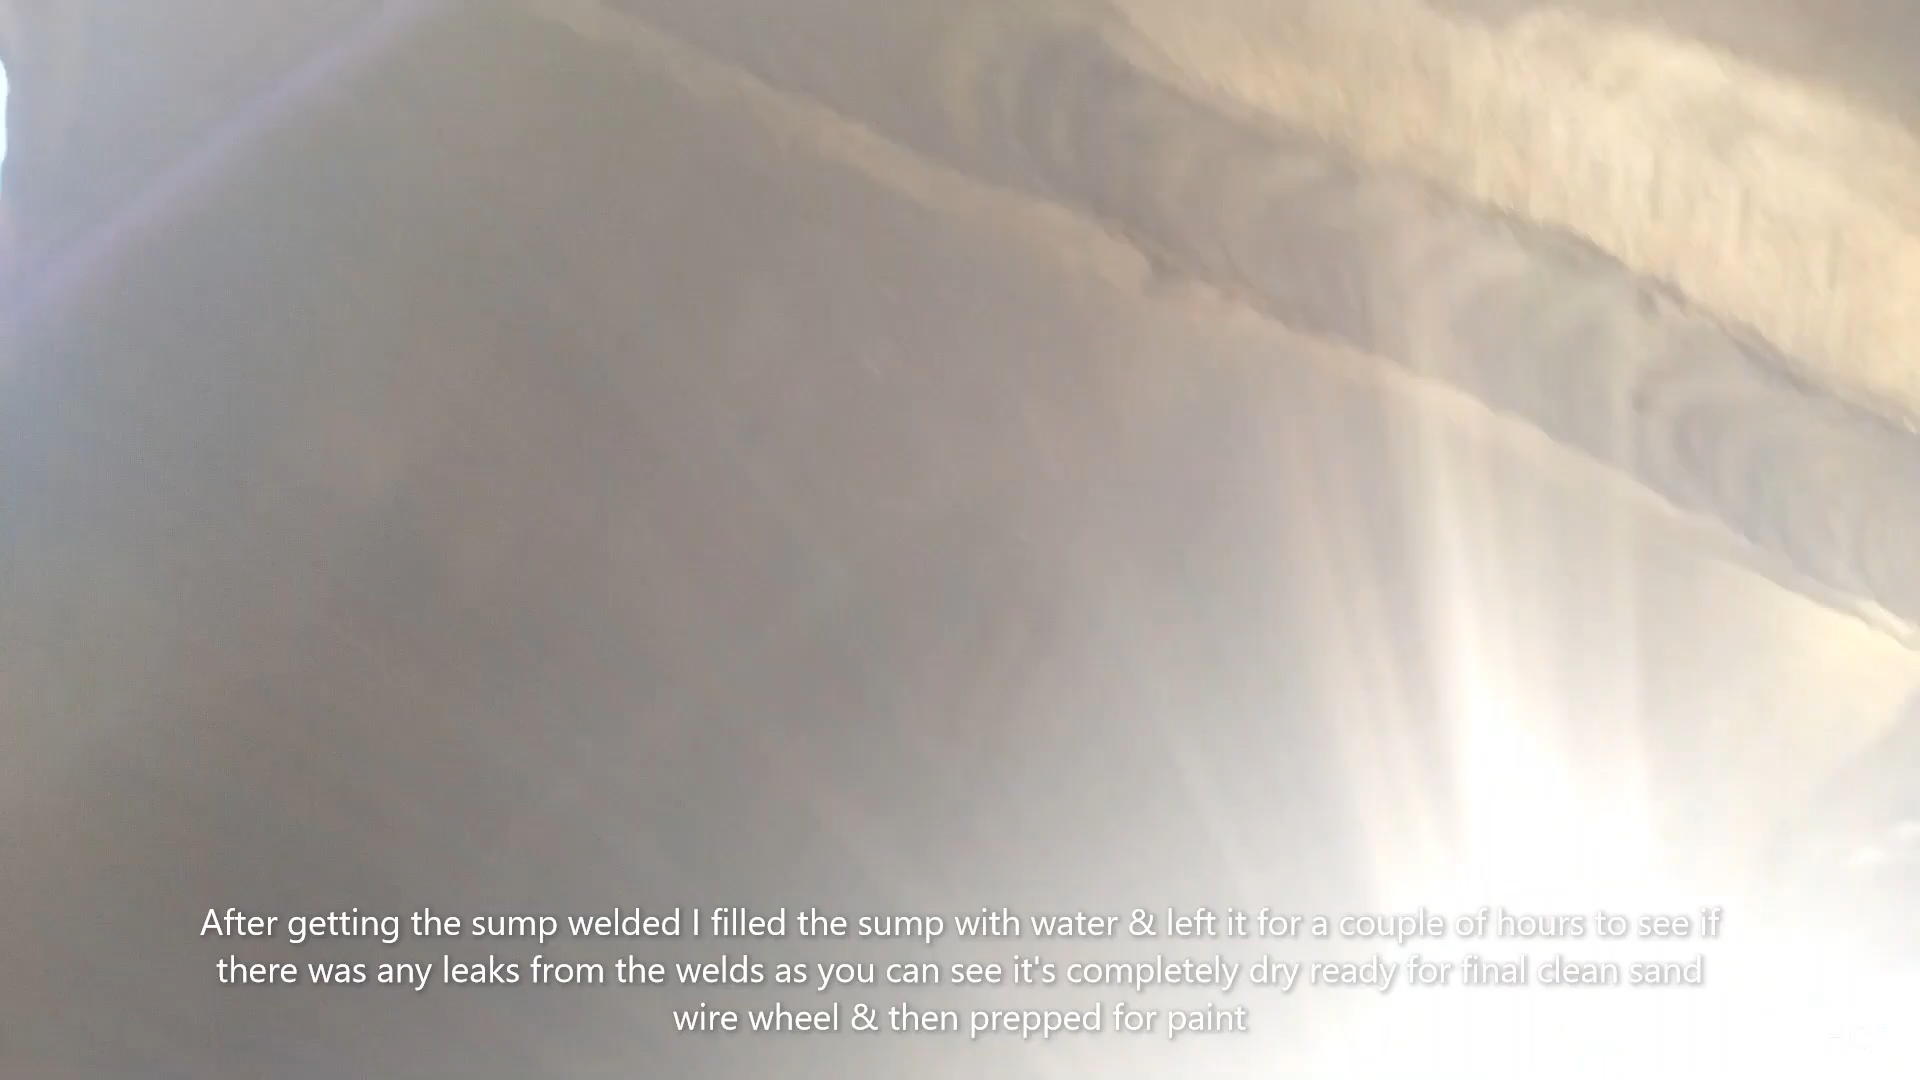 After getting the sump welded I filled the sump with water & left it for a couple of hours to see if
there was any leaks from the welds as you can see it's completely dry ready for final clean sand
wire wheel & then prepped for paint